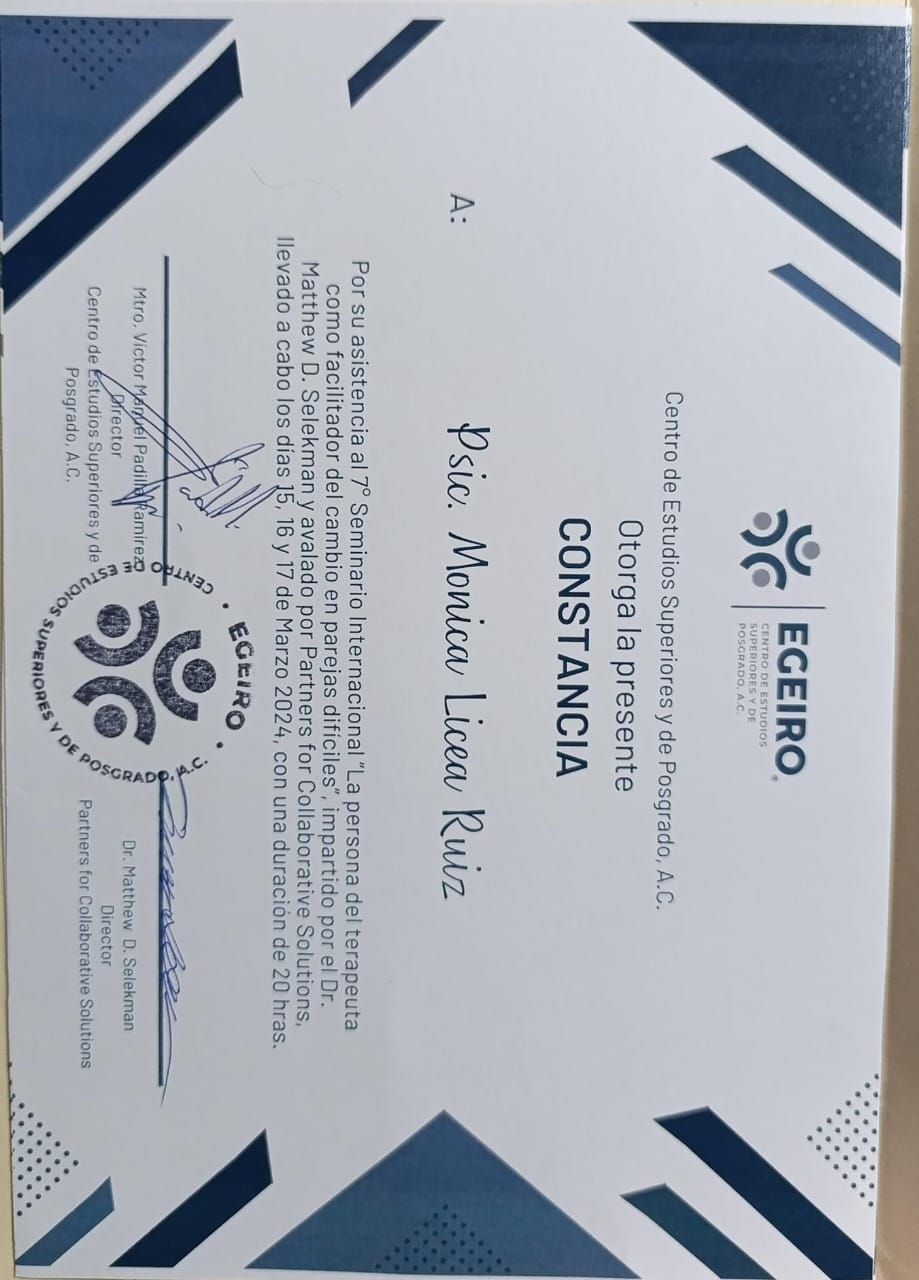 EGEIRO®
CENTRO DE ESTUDIOS
SUPERIORES Y DE
POSGRADO, A.C.
Centro de Estudios Superiores y de Posgrado, A.C.
Otorga la presente
CONSTANCIA
A:
Psic. Monica Licea Ruiz
Por su asistencia al 7° Seminario Internacional "La persona del terapeuta
como facilitador del cambio en parejas difíciles", impartido por el Dr.
Matthew D. Selekman y avalado por Partners for Collaborative Solutions,
llevado a cabo los días 15, 16 y 17 de Marzo 2024, con una duración de 20 hras.
Mtro. Victor Manuel Padilla Ramirez
Director
Centro de Estudios Superiores y de
Posgrado, A.C.
• EGEIRO •
CENTRO DE ESTUDIOS SUPERIORES Y DE POSGRADO, A.C.
Dr. Matthew D. Selekman
Director
Partners for Collaborative Solutions